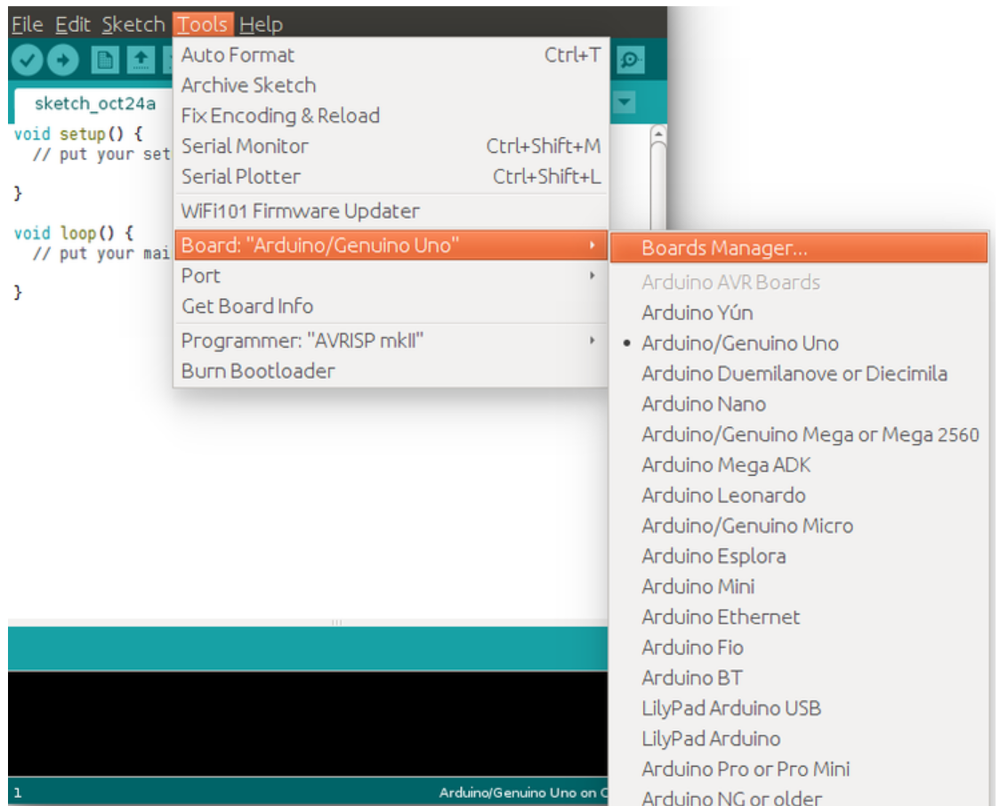 File Edit Sketch Tools Help
Auto Format Ctrl+T
Archive Sketch
Fix Encoding & Reload
Serial Monitor Ctrl+Shift+M
Serial Plotter Ctrl+Shift+L
WiFi101 Firmware Updater
Board: "Arduino/Genuino Uno"
Port
Get Board Info
Programmer: "AVRISP mkII"
Burn Bootloader
sketch_oct24a
void setup() {
// put your set
}
void loop() {
// put your mai
}
Boards Manager...
Arduino AVR Boards
Arduino Yún
Arduino/Genuino Uno
Arduino Duemilanove or Diecimila
Arduino Nano
Arduino/Genuino Mega or Mega 2560
Arduino Mega ADK
Arduino Leonardo
Arduino/Genuino Micro
Arduino Esplora
Arduino Mini
Arduino Ethernet
Arduino Fio
Arduino BT
LilyPad Arduino USB
LilyPad Arduino
Arduino Pro or Pro Mini
Arduino NG or older
1 Arduino/Genuino Uno on